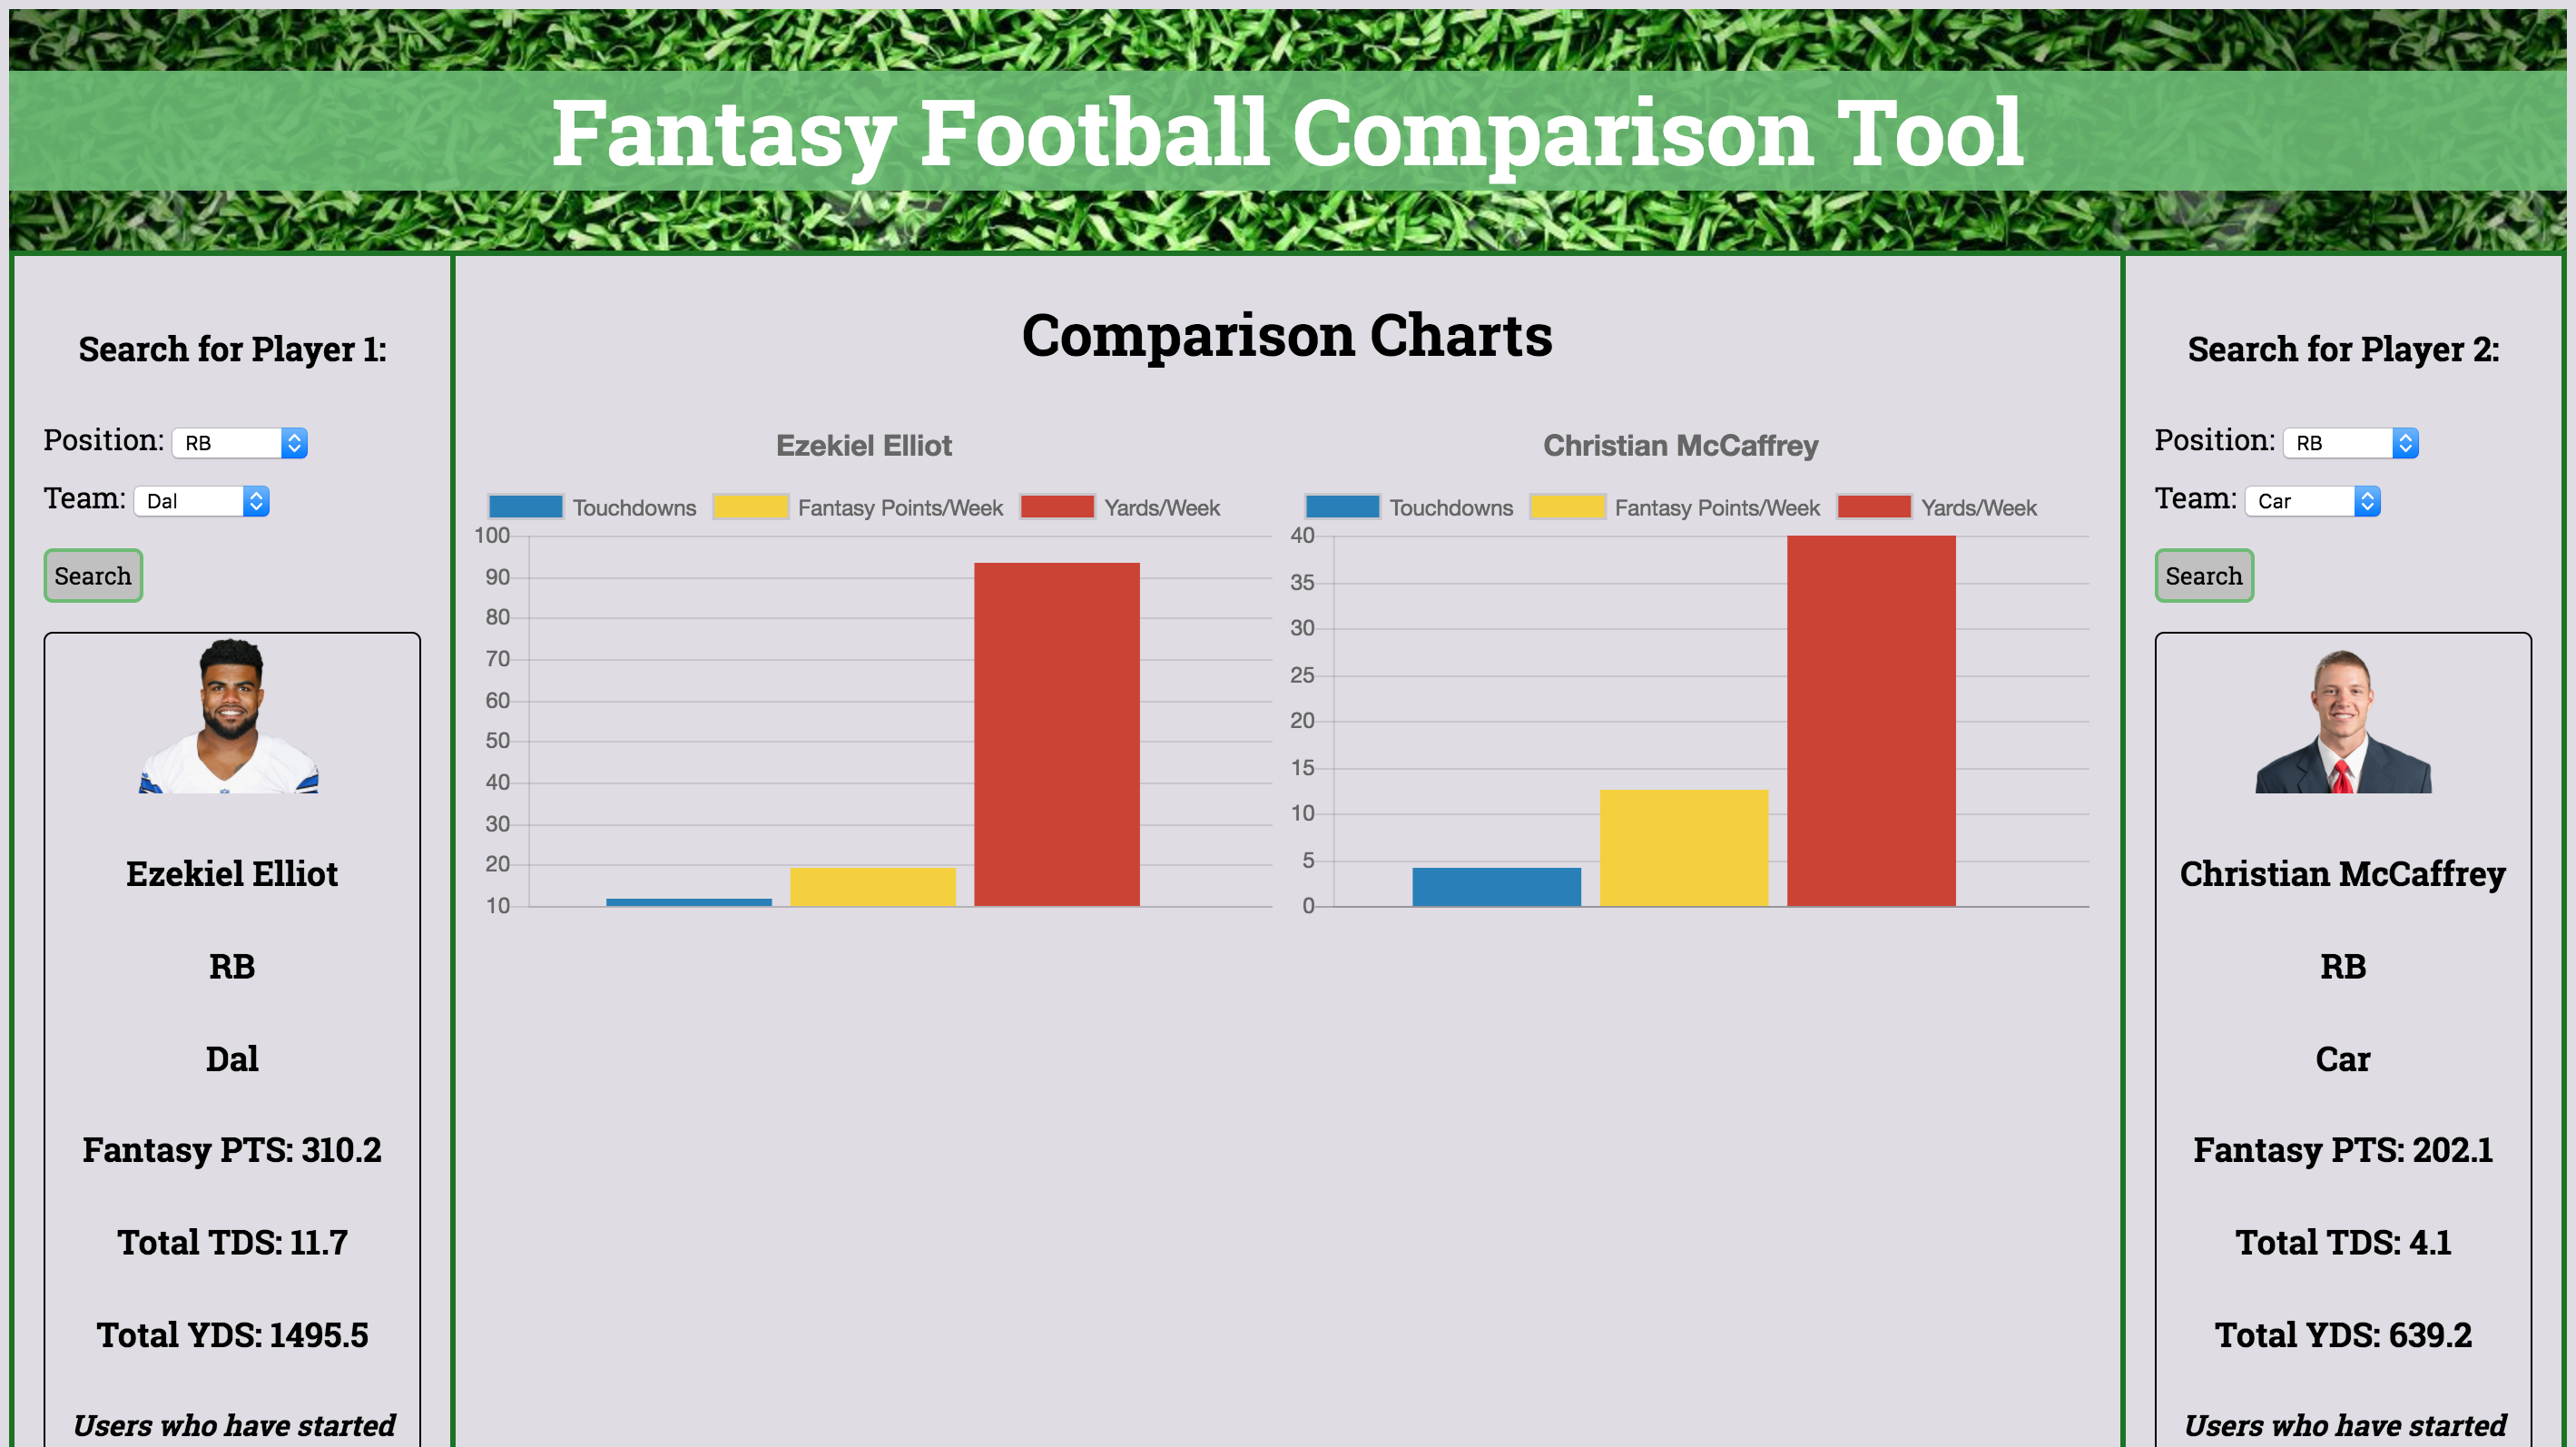 Fantasy Football Comparison Tool
Search for Player 1:
Position: RB
Team: Dal
Search
Ezekiel Elliot
RB
Dal
Fantasy PTS: 310.2
Total TDS: 11.7
Total YDS: 1495.5
Users who have started
Comparison Charts
Ezekiel Elliot
Touchdowns Fantasy Points/Week Yards/Week
100
90
80
70
60
50
40
30
20
10
Christian McCaffrey
Touchdowns Fantasy Points/Week Yards/Week
40
35
30
25
20
15
10
5
0
Search for Player 2:
Position: RB
Team: Car
Search
Christian McCaffrey
RB
Car
Fantasy PTS: 202.1
Total TDS: 4.1
Total YDS: 639.2
Users who have started